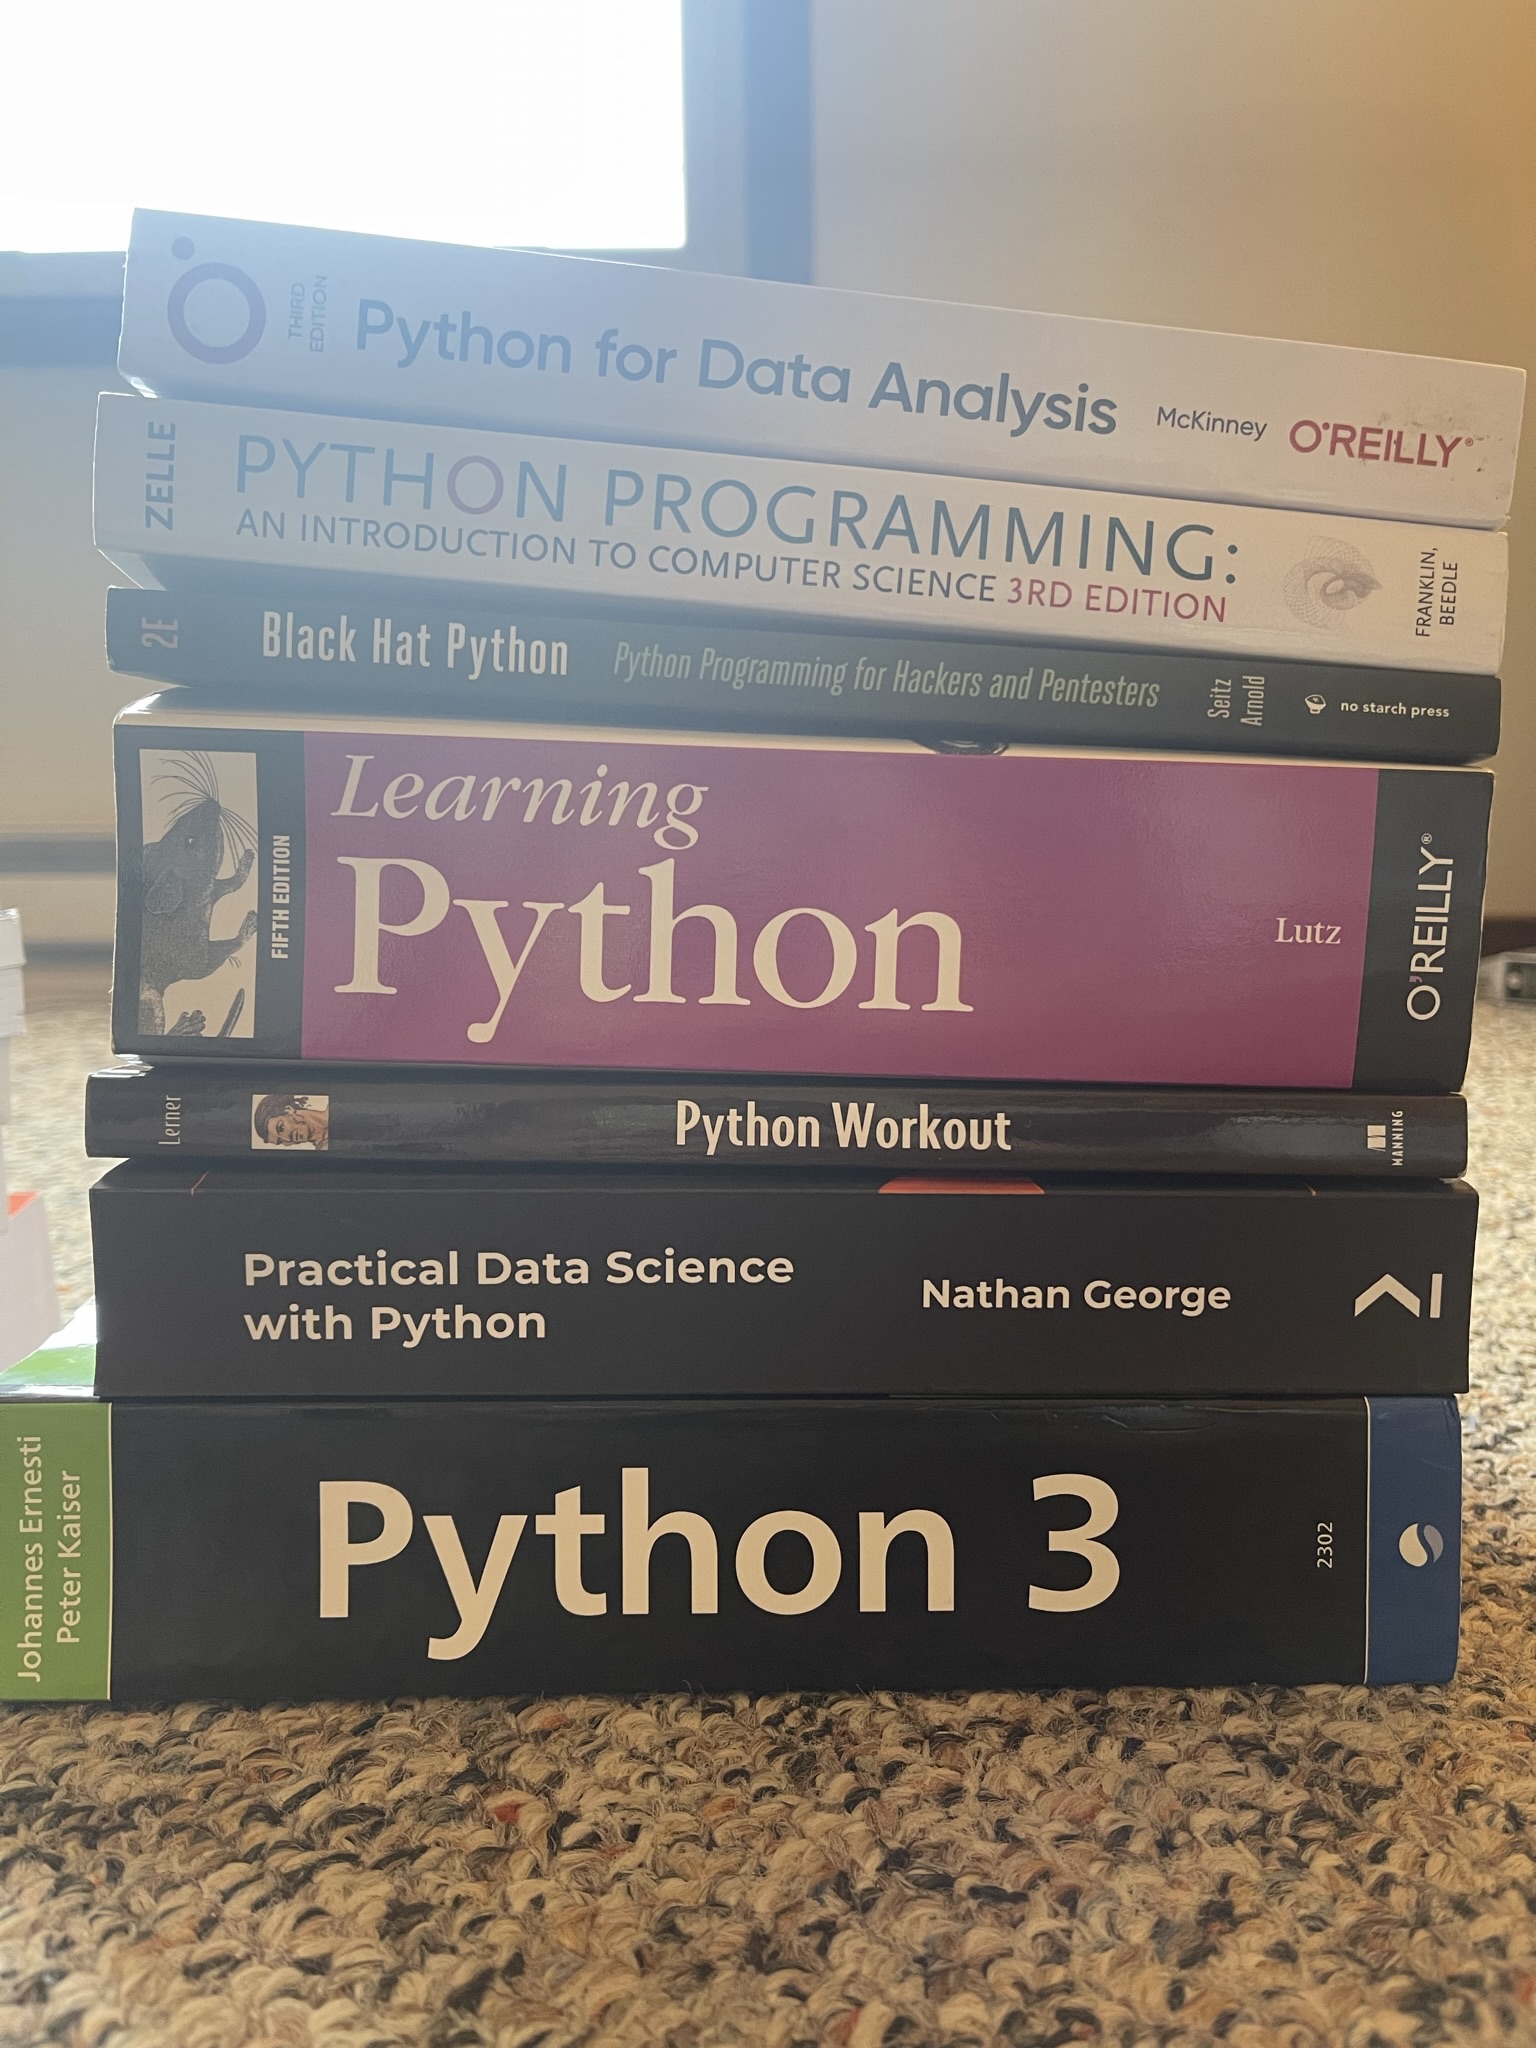 THIRD
EDITION
Python for Data Analysis
McKinney
O'REILLY®
ZELLE
PYTHON PROGRAMMING:
AN INTRODUCTION TO COMPUTER SCIENCE 3RD EDITION
FRANKLIN,
BEEDLE
2E
Black Hat Python
Python Programming for Hackers and Pentesters
Seitz
Arnold
no starch press
FIFTH EDITION
Learning
Python
Lutz
O'REILLY®
Lerner
Python Workout
MANNING
Practical Data Science
with Python
Nathan George
Johannes Ernesti
Peter Kaiser
Python 3
2302